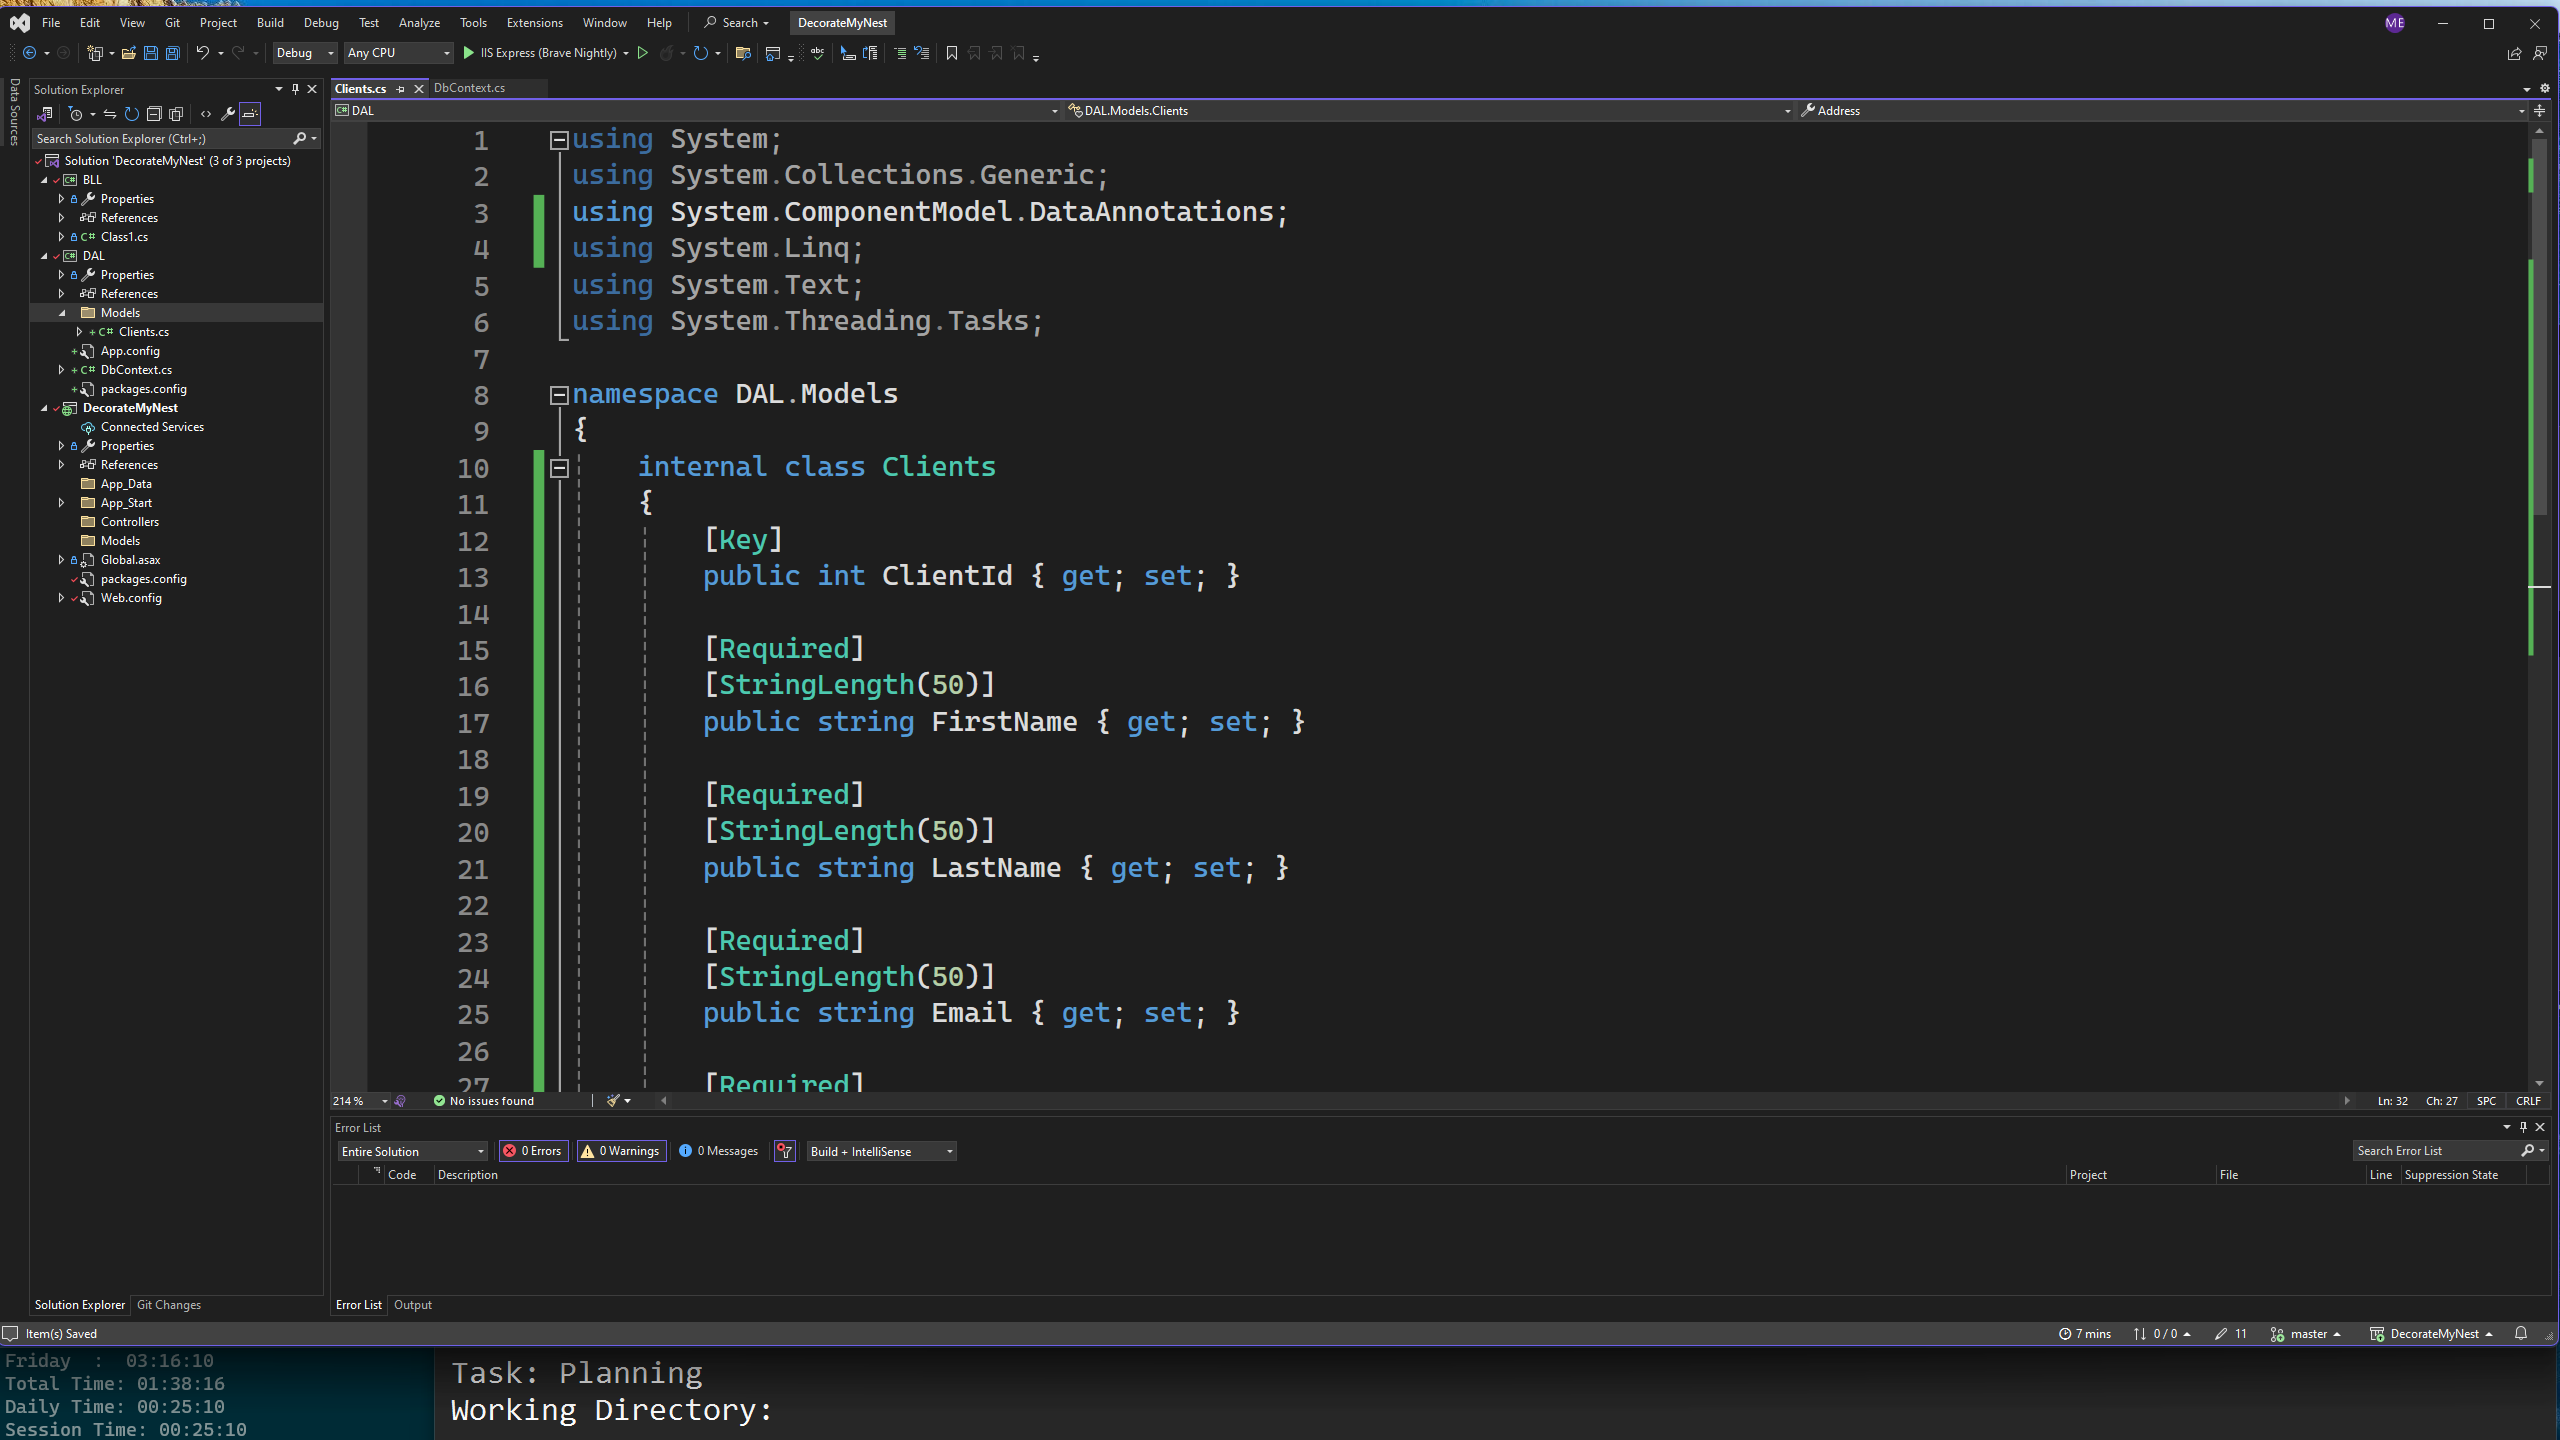 File Edit View Git Project Build Debug Test Analyze Tools Extensions Window Help Search DecorateMyNest ME
Debug Any CPU IIS Express (Brave Nightly)
Data Sources
Solution Explorer
Search Solution Explorer (Ctrl+;)
Solution 'DecorateMyNest' (3 of 3 projects)
BLL
Properties
References
C# Class1.cs
DAL
Properties
References
Models
C# Clients.cs
App.config
C# DbContext.cs
packages.config
DecorateMyNest
Connected Services
Properties
References
App_Data
App_Start
Controllers
Models
Global.asax
packages.config
Web.config
Solution Explorer Git Changes
Clients.cs DbContext.cs
DAL DAL.Models.Clients Address
1 using System;
2 using System.Collections.Generic;
3 using System.ComponentModel.DataAnnotations;
4 using System.Linq;
5 using System.Text;
6 using System.Threading.Tasks;
7
8 namespace DAL.Models
9 {
10 internal class Clients
11 {
12 [Key]
13 public int ClientId { get; set; }
14
15 [Required]
16 [StringLength(50)]
17 public string FirstName { get; set; }
18
19 [Required]
20 [StringLength(50)]
21 public string LastName { get; set; }
22
23 [Required]
24 [StringLength(50)]
25 public string Email { get; set; }
26
27 [Required]
214 % No issues found Ln: 32 Ch: 27 SPC CRLF
Error List
Entire Solution 0 Errors 0 Warnings 0 Messages Build + IntelliSense Search Error List
Code Description Project File Line Suppression State
Error List Output
Item(s) Saved 7 mins 0 / 0 11 master DecorateMyNest
Friday : 03:16:10
Total Time: 01:38:16
Daily Time: 00:25:10
Session Time: 00:25:10
Task: Planning
Working Directory: